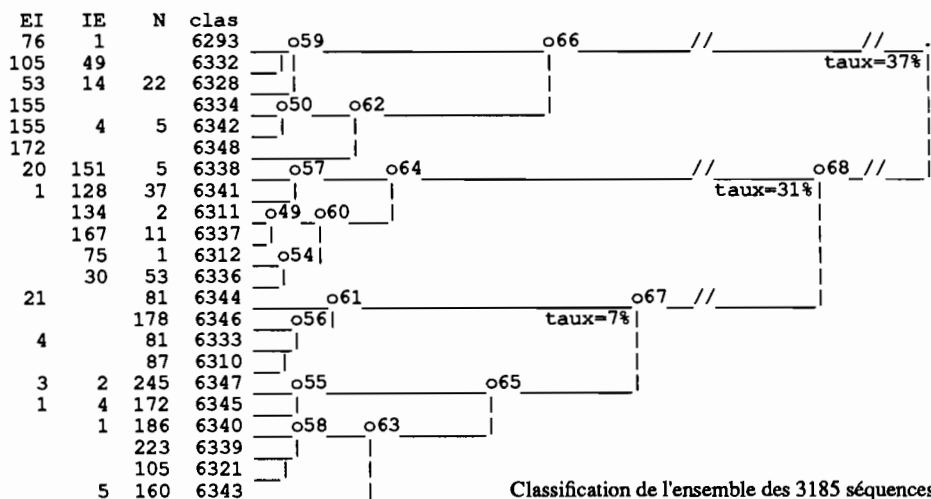 EI IE N clas
76 1 6293 o59 o66 // //
105 49 6332 taux=37%
53 14 22 6328
155 6334 o50 o62
155 4 5 6342
172 6348
20 151 5 6338 o57 o64 // o68 //
1 128 37 6341 taux=31%
134 2 6311 o49 o60
167 11 6337
75 1 6312 o54
30 53 6336
21 81 6344 o61 o67 //
178 6346 o56 taux=7%
4 81 6333
87 6310
3 2 245 6347 o55 o65
1 4 172 6345
1 186 6340 o58 o63
223 6339
105 6321
5 160 6343 Classification de l'ensemble des 3185 séquences